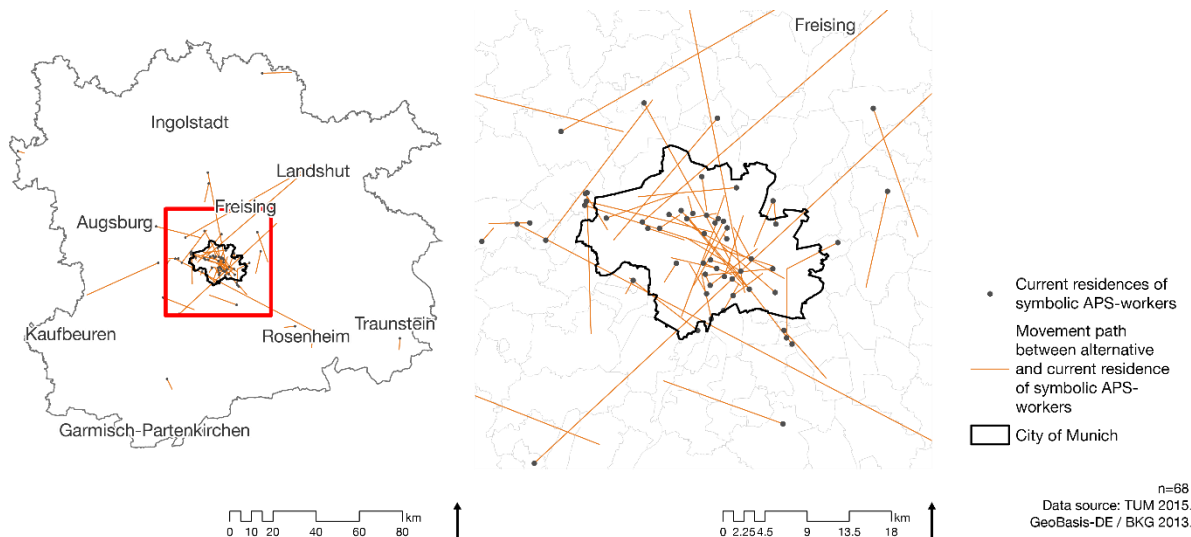 Ingolstadt
Landshut
Augsburg
Freising
Kaufbeuren
Rosenheim
Traunstein
Garmisch-Partenkirchen
km
0 10 20 40 60 80
Freising
km
0 2.25 4.5 9 13.5 18
Current residences of
symbolic APS-workers
Movement path
between alternative
and current residence
of symbolic APS-
workers
City of Munich
n=68
Data source: TUM 2015.
GeoBasis-DE / BKG 2013.